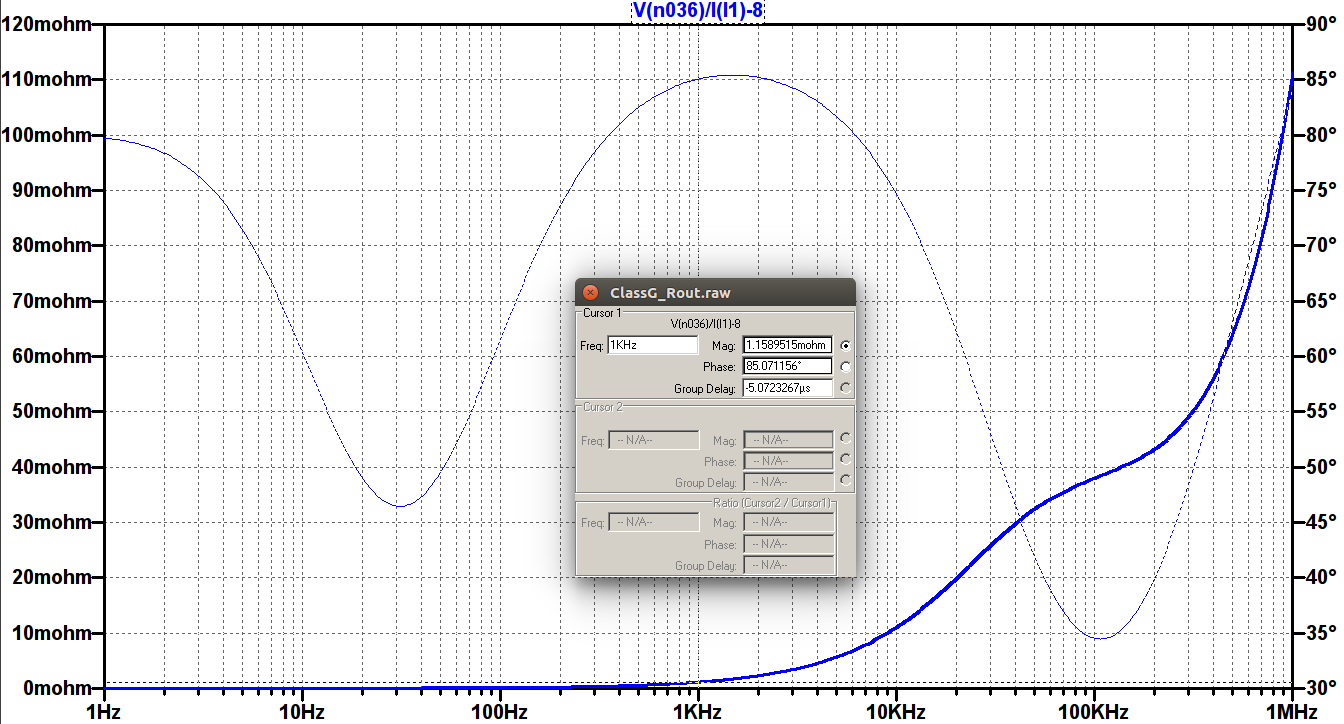 V(n036)/I(I1)-8
120mohm
110mohm
100mohm
90mohm
80mohm
70mohm
60mohm
50mohm
40mohm
30mohm
20mohm
10mohm
0mohm
90°
85°
80°
75°
70°
65°
60°
55°
50°
45°
40°
35°
30°
ClassG_Rout.raw
Cursor 1
V(n036)/I(I1)-8
Freq: 1KHz Mag: 1.1589515mohm
Phase: 85.071156°
Group Delay: -5.0723267µs
Cursor 2
Freq: -- N/A-- Mag: -- N/A--
Phase: -- N/A--
Group Delay: -- N/A--
Ratio (Cursor2 / Cursor1)
Freq: -- N/A-- Mag: -- N/A--
Phase: -- N/A--
Group Delay: -- N/A--
1Hz 10Hz 100Hz 1KHz 10KHz 100KHz 1MHz